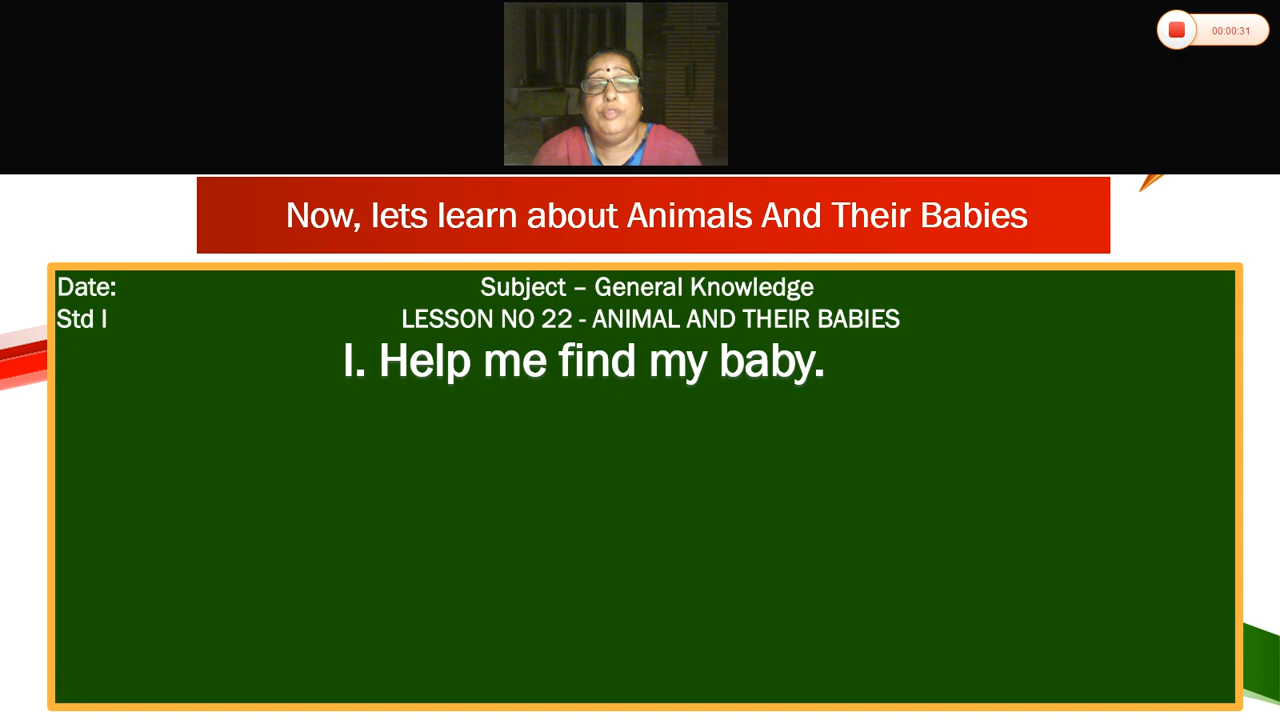 00:00:31
Now, lets learn about Animals And Their Babies
Date: Subject – General Knowledge
Std I LESSON NO 22 - ANIMAL AND THEIR BABIES
I. Help me find my baby.